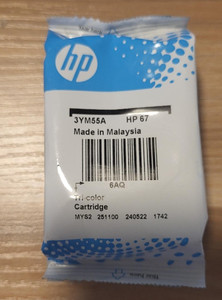 hp
3YM55A HP 67
Made in Malaysia
6AQ
Tri-color
Cartridge
MYS2 251100 240522 1742